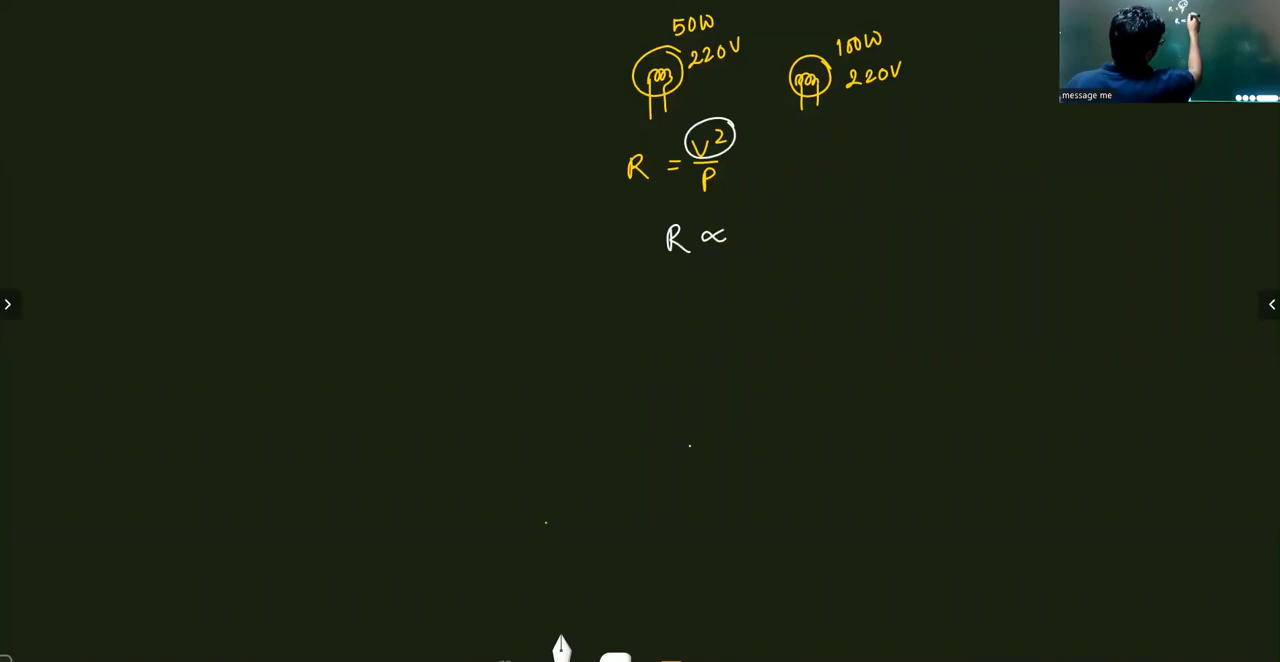 50W
220V
100W
220V
R = V²/P
R ∝
message me